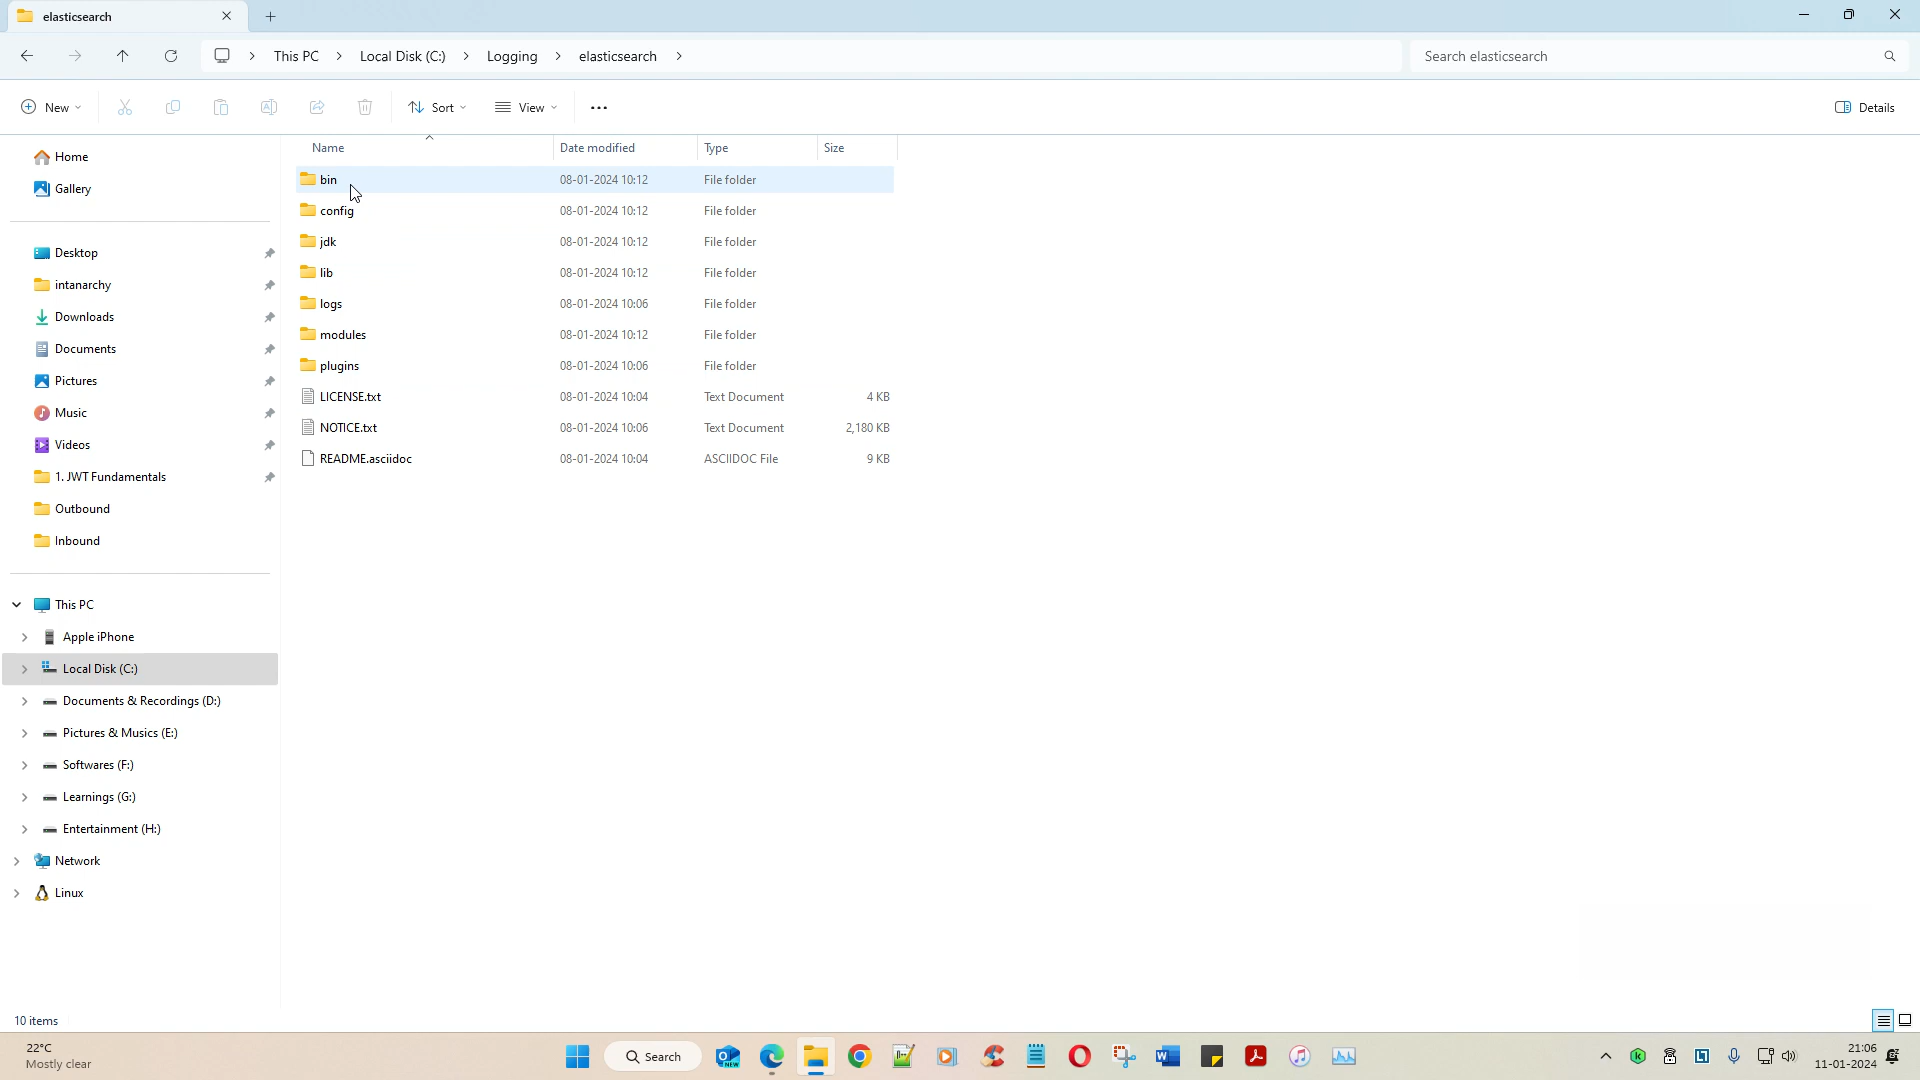 elasticsearch
This PC
Local Disk (C:)
Logging
elasticsearch
Search elasticsearch
New
Sort
View
Details
Name Date modified Type Size
Home
Gallery
Desktop
intanarchy
Downloads
Documents
Pictures
Music
Videos
1. JWT Fundamentals
Outbound
Inbound
This PC
Apple iPhone
Local Disk (C:)
Documents & Recordings (D:)
Pictures & Musics (E:)
Softwares (F:)
Learnings (G:)
Entertainment (H:)
Network
Linux
bin 08-01-2024 10:12 File folder
config 08-01-2024 10:12 File folder
jdk 08-01-2024 10:12 File folder
lib 08-01-2024 10:12 File folder
logs 08-01-2024 10:06 File folder
modules 08-01-2024 10:12 File folder
plugins 08-01-2024 10:06 File folder
LICENSE.txt 08-01-2024 10:04 Text Document 4 KB
NOTICE.txt 08-01-2024 10:06 Text Document 2,180 KB
README.asciidoc 08-01-2024 10:04 ASCIIDOC File 9 KB
10 items
22°C
Mostly clear
Search
NEW
21:06
11-01-2024